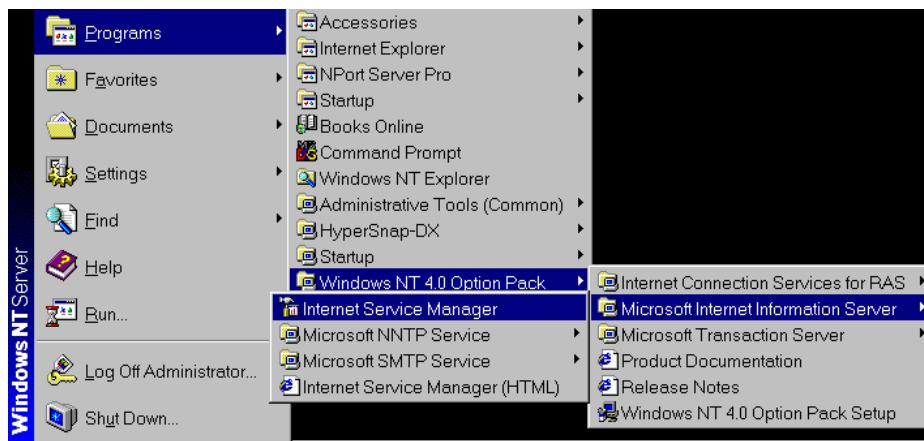 Programs
Favorites
Documents
Settings
Find
Help
Run...
Log Off Administrator...
Shut Down...
Windows NT Server
Accessories
Internet Explorer
NPort Server Pro
Startup
Books Online
Command Prompt
Windows NT Explorer
Administrative Tools (Common)
HyperSnap-DX
Startup
Windows NT 4.0 Option Pack
Internet Connection Services for RAS
Microsoft Internet Information Server
Microsoft Transaction Server
Product Documentation
Release Notes
Windows NT 4.0 Option Pack Setup
Internet Service Manager
Microsoft NNTP Service
Microsoft SMTP Service
Internet Service Manager (HTML)